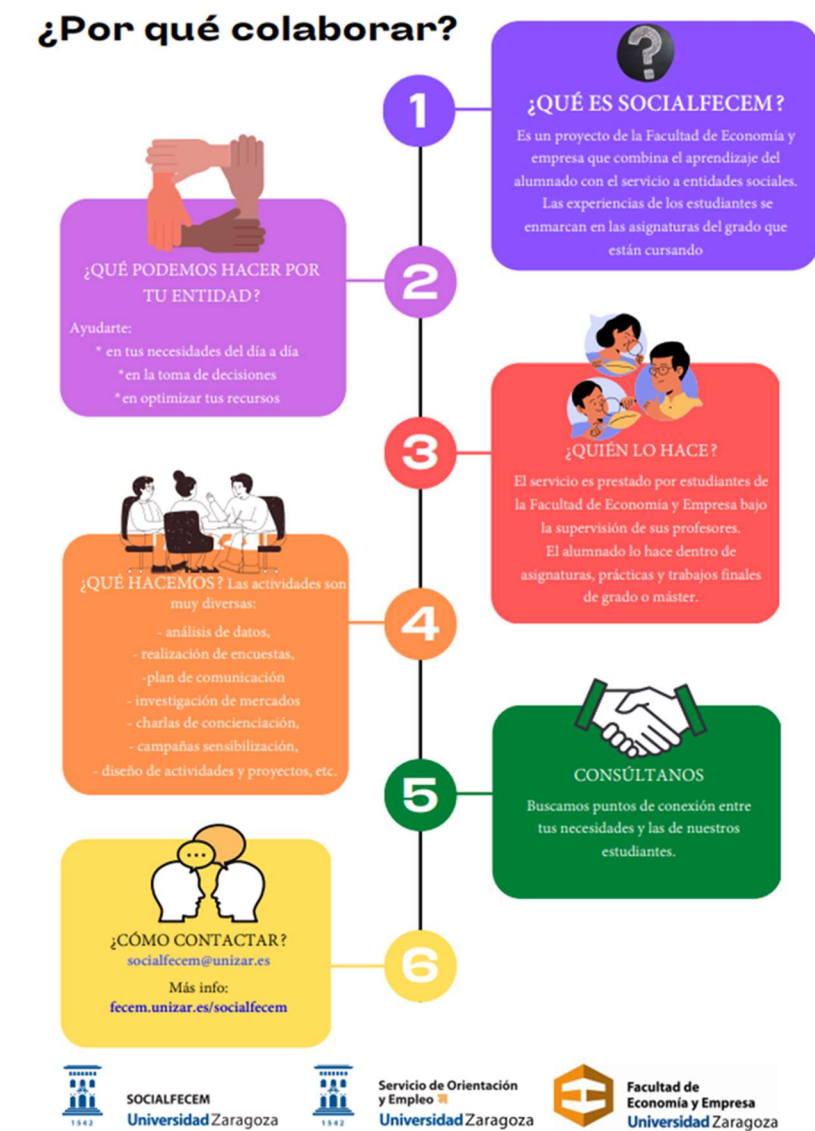 ¿Por qué colaborar?
1
¿QUÉ ES SOCIALFECEM?
Es un proyecto de la Facultad de Economía y
empresa que combina el aprendizaje del
alumnado con el servicio a entidades sociales.
Las experiencias de los estudiantes se
enmarcan en las asignaturas del grado que
están cursando
2
¿QUÉ PODEMOS HACER POR
TU ENTIDAD?
Ayudarte:
* en tus necesidades del día a día
*en la toma de decisiones
*en optimizar tus recursos
3
¿QUIÉN LO HACE?
El servicio es prestado por estudiantes de
la Facultad de Economía y Empresa bajo
la supervisión de sus profesores.
El alumnado lo hace dentro de
asignaturas, prácticas y trabajos finales
de grado o máster.
4
¿QUÉ HACEMOS? Las actividades son
muy diversas:
- análisis de datos,
- realización de encuestas,
-plan de comunicación
- investigación de mercados
- charlas de concienciación,
- campañas sensibilización,
- diseño de actividades y proyectos, etc.
5
CONSÚLTANOS
Buscamos puntos de conexión entre
tus necesidades y las de nuestros
estudiantes.
6
¿CÓMO CONTACTAR?
socialfecem@unizar.es
Más info:
fecem.unizar.es/socialfecem
1542
SOCIALFECEM
Universidad Zaragoza
1542
Servicio de Orientación
y Empleo
Universidad Zaragoza
Facultad de
Economía y Empresa
Universidad Zaragoza